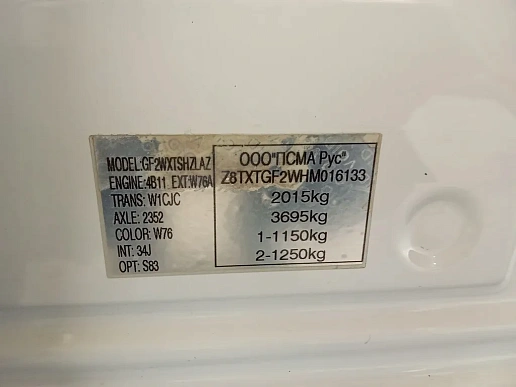 MODEL:GF2WXTSHZLAZ
ENGINE:4B11 EXT:W76A
TRANS: W1CJC
AXLE: 2352
COLOR: W76
INT: 34J
OPT: S83
ООО"ПСМА Рус"
Z8TXTGF2WHM016133
2015kg
3695kg
1-1150kg
2-1250kg